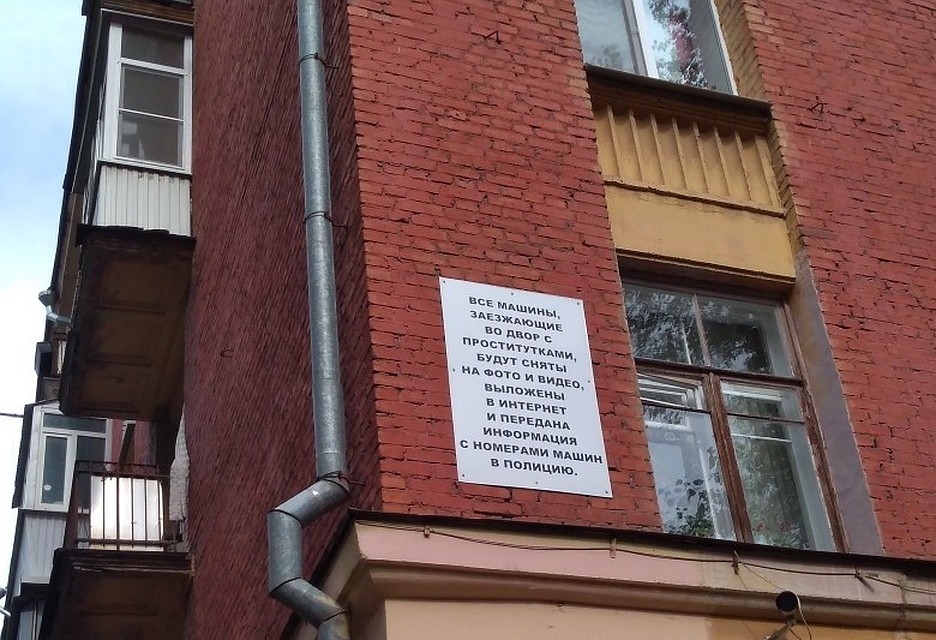 ВСЕ МАШИНЫ,
ЗАЕЗЖАЮЩИЕ
ВО ДВОР С
ПРОСТИТУТКАМИ,
БУДУТ СНЯТЫ
НА ФОТО И ВИДЕО,
ВЫЛОЖЕНЫ
В ИНТЕРНЕТ
И ПЕРЕДАНА
ИНФОРМАЦИЯ
С НОМЕРАМИ МАШИН
В ПОЛИЦИЮ.